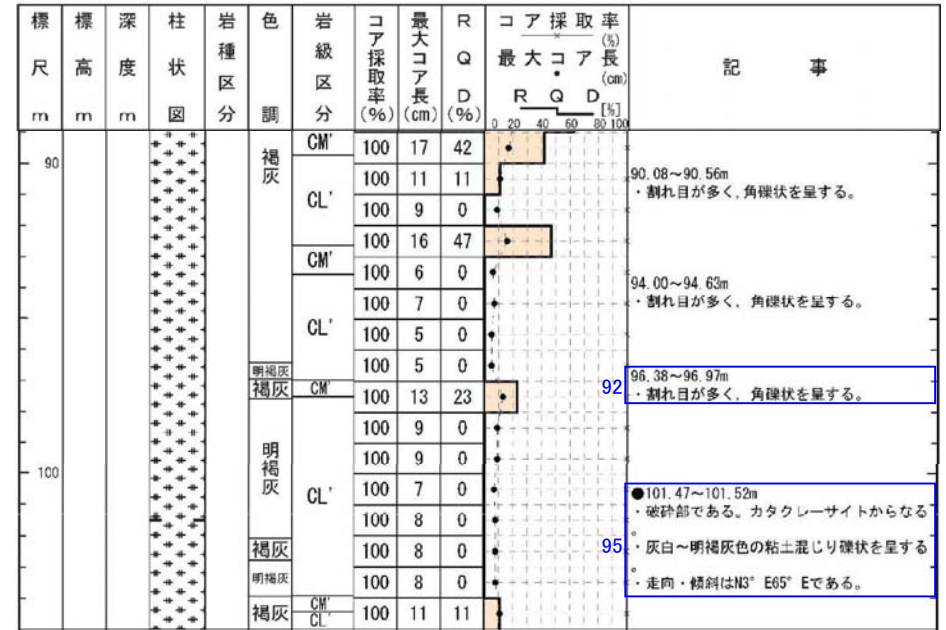 標尺 m
標高 m
深度 m
柱状図
岩種区分
色調
岩級区分
コア採取率 (%)
最大コア長 (cm)
RQD (%)
コア採取率 (%)
最大コア長 (cm)
RQD [%]
0 20 40 60 80 100
記事
褐灰
CM' 100 17 42
90
100 11 11
90.08～90.56m
・割れ目が多く,角礫状を呈する。
CL'
100 9 0
100 16 47
CM'
100 6 0
94.00～94.63m
・割れ目が多く, 角礫状を呈する。
100 7 0
CL'
100 5 0
100 5 0
明褐灰
96.38～96.97m
92 ・割れ目が多く, 角礫状を呈する。
褐灰 CM' 100 13 23
100 9 0
明褐灰
100 9 0
100
CL' 100 7 0
●101.47～101.52m
・破砕部である。カタクレーサイトからなる
。
100 8 0
褐灰 100 8 0
95 ・灰白～明褐灰色の粘土混じり礫状を呈する
。
明褐灰 100 8 0
・走向・傾斜はN3° E65° Eである。
褐灰 CM' 100 11 11
CL'